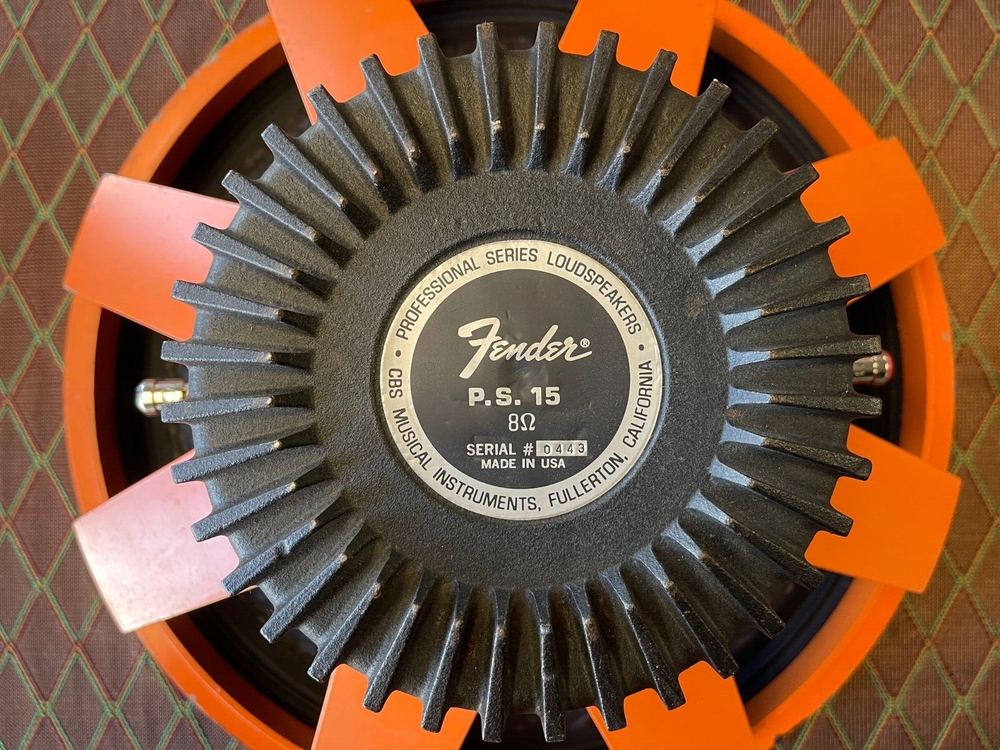 • PROFESSIONAL SERIES LOUDSPEAKERS •
Fender®
P.S. 15
8Ω
SERIAL # 0443
MADE IN USA
CBS MUSICAL INSTRUMENTS, FULLERTON, CALIFORNIA